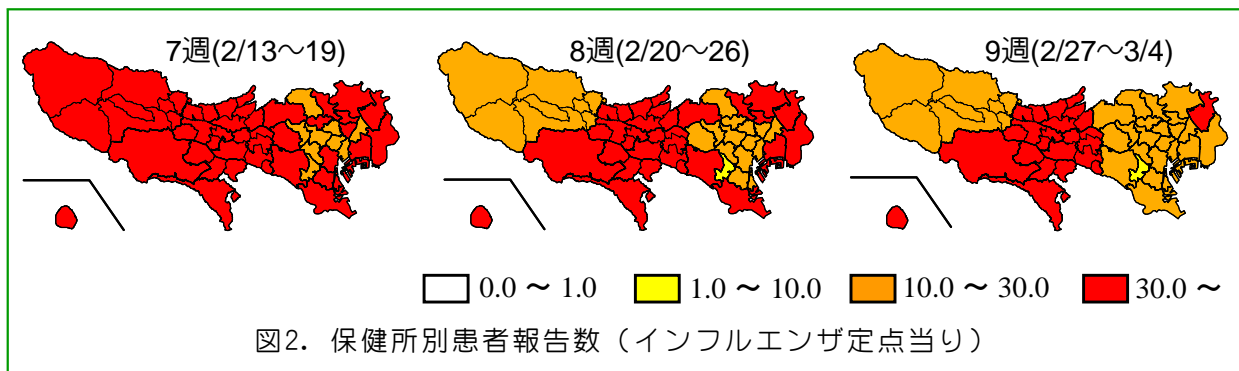 7週(2/13～19) 8週(2/20～26) 9週(2/27～3/4)
0.0 ～ 1.0 1.0 ～ 10.0 10.0 ～ 30.0 30.0 ～
図2. 保健所別患者報告数（インフルエンザ定点当り）